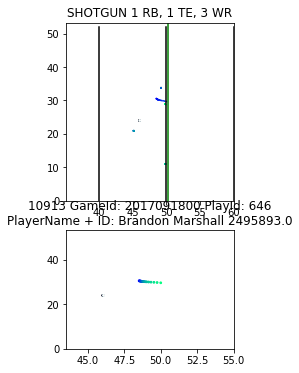 SHOTGUN 1 RB, 1 TE, 3 WR
50
40
30
20
10
0
40 45 50 55 60
10913 GameId: 2017091800 PlayId: 646
PlayerName + ID: Brandon Marshall 2495893.0
40
20
0
45.0 47.5 50.0 52.5 55.0